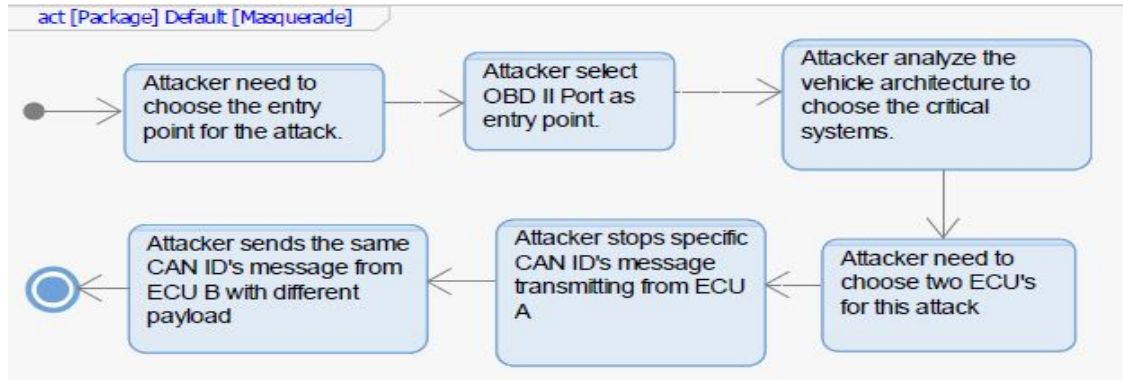 act [Package] Default [Masquerade]
Attacker need to
choose the entry
point for the attack.
Attacker select
OBD II Port as
entry point.
Attacker analyze the
vehicle architecture to
choose the critical
systems.
Attacker need to
choose two ECU's
for this attack
Attacker stops specific
CAN ID's message
transmitting from ECU
A
Attacker sends the same
CAN ID's message from
ECU B with different
payload